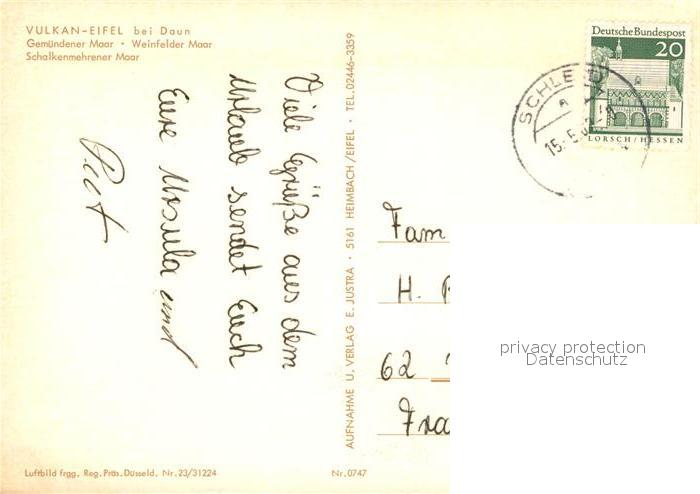 VULKAN-EIFEL bei Daun
Gemündener Maar · Weinfelder Maar
Schalkenmehrener Maar
Viele Grüße aus dem
Urlaub sendet Euch
Eure Ursula und
AUFNAHME U. VERLAG E. JUSTRA · 5161 HEIMBACH/EIFEL · TEL. 02446-3359
Deutsche Bundespost
20
LORSCH/HESSEN
SCHLE
15.5.
Fam
H.
62
Fra
privacy protection
Datenschutz
Luftbild frgg. Reg. Präs. Düsseld. Nr. 23/31224
Nr. 0747